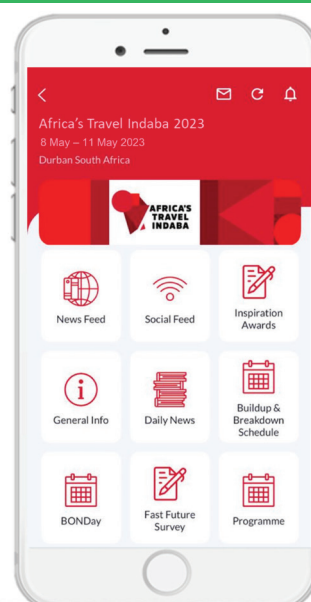 Africa's Travel Indaba 2023
8 May – 11 May 2023
Durban South Africa
AFRICA'S
TRAVEL
INDABA
News Feed
Social Feed
Inspiration
Awards
General Info
Daily News
Buildup &
Breakdown
Schedule
BONDay
Fast Future
Survey
Programme